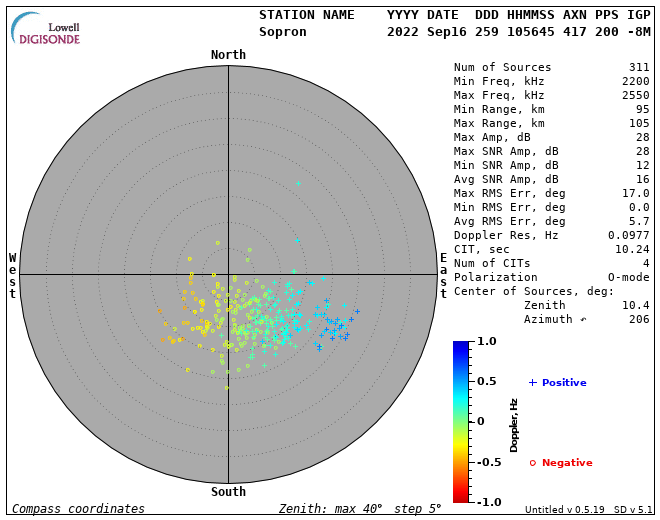 Lowell
DIGISONDE
STATION NAME YYYY DATE DDD HHMMSS AXN PPS IGP
Sopron 2022 Sep16 259 105645 417 200 -8M
North
West
East
South
Num of Sources 311
Min Freq, kHz 2200
Max Freq, kHz 2550
Min Range, km 95
Max Range, km 105
Max Amp, dB 28
Max SNR Amp, dB 28
Min SNR Amp, dB 12
Avg SNR Amp, dB 16
Max RMS Err, deg 17.0
Min RMS Err, deg 0.0
Avg RMS Err, deg 5.7
Doppler Res, Hz 0.0977
CIT, sec 10.24
Num of CITs 4
Polarization O-mode
Center of Sources, deg:
Zenith 10.4
Azimuth ↶ 206
1.0
0.5
0
-0.5
-1.0
Doppler, Hz
+ Positive
o Negative
Compass coordinates
Zenith: max 40° step 5°
Untitled v 0.5.19 SD v 5.1